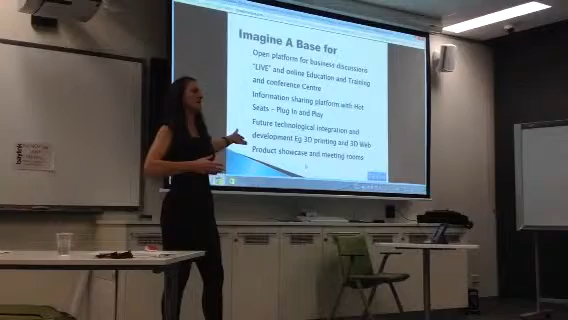 Imagine A Base for
Open platform for business discussions
"LIVE" and online Education and Training
and conference Centre
Information sharing platform with Hot
Seats – Plug In and Play
Future technological integration and
development Eg 3D printing and 3D Web
Product showcase and meeting rooms